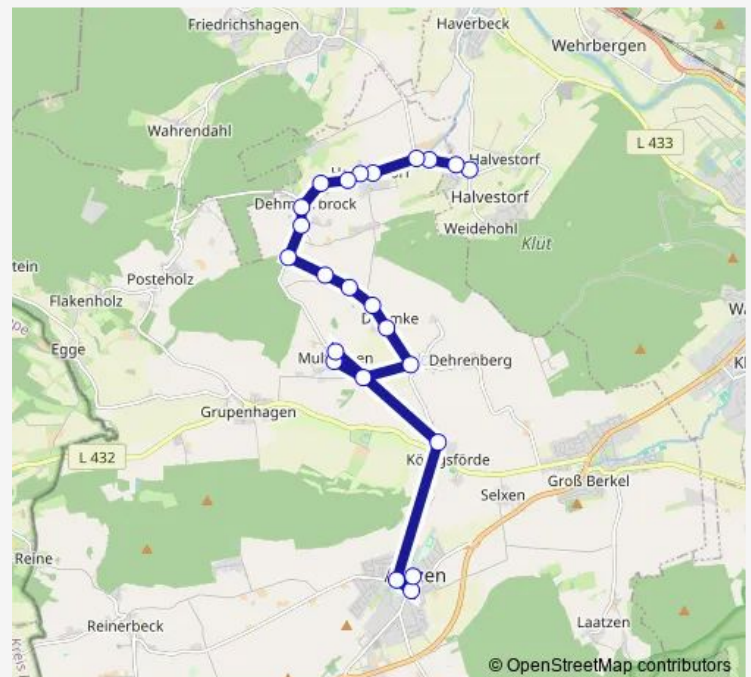 Friedrichshagen
Haverbeck
Wehrbergen
Wahrendahl
L 433
Halvestorf
Halvestorf
Weidehohl
Klut
Posteholz
Flakenholz
Egge
Dehrenberg
Grupenhagen
L 432
Groß Berkel
Selxen
Reine
Reinerbeck
Laatzen
© OpenStreetMap contributors